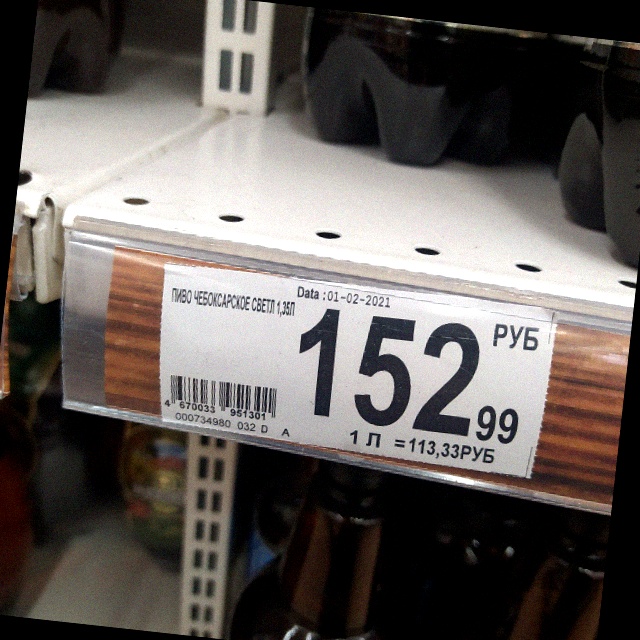 ПИВО ЧЕБОКСАРСКОЕ СВЕТЛ 1,35Л
Data :01-02-2021
152 99 РУБ
4 670033 951301
000734980 032 D A
1 Л =113,33РУБ